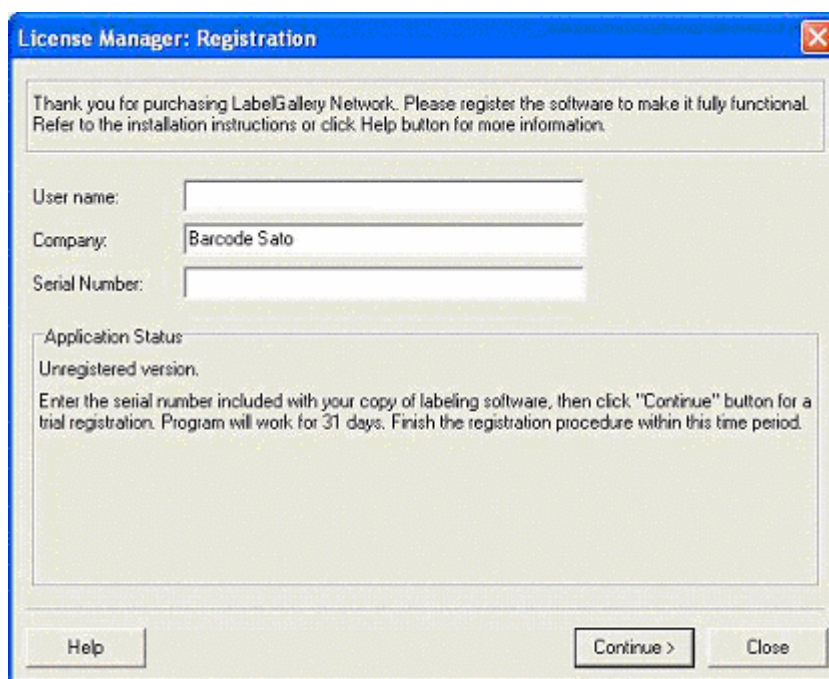 License Manager: Registration
Thank you for purchasing LabelGallery Network. Please register the software to make it fully functional.
Refer to the installation instructions or click Help button for more information.
User name:
Company: Barcode Sato
Serial Number:
Application Status
Unregistered version.
Enter the serial number included with your copy of labeling software, then click "Continue" button for a
trial registration. Program will work for 31 days. Finish the registration procedure within this time period.
Help Continue > Close